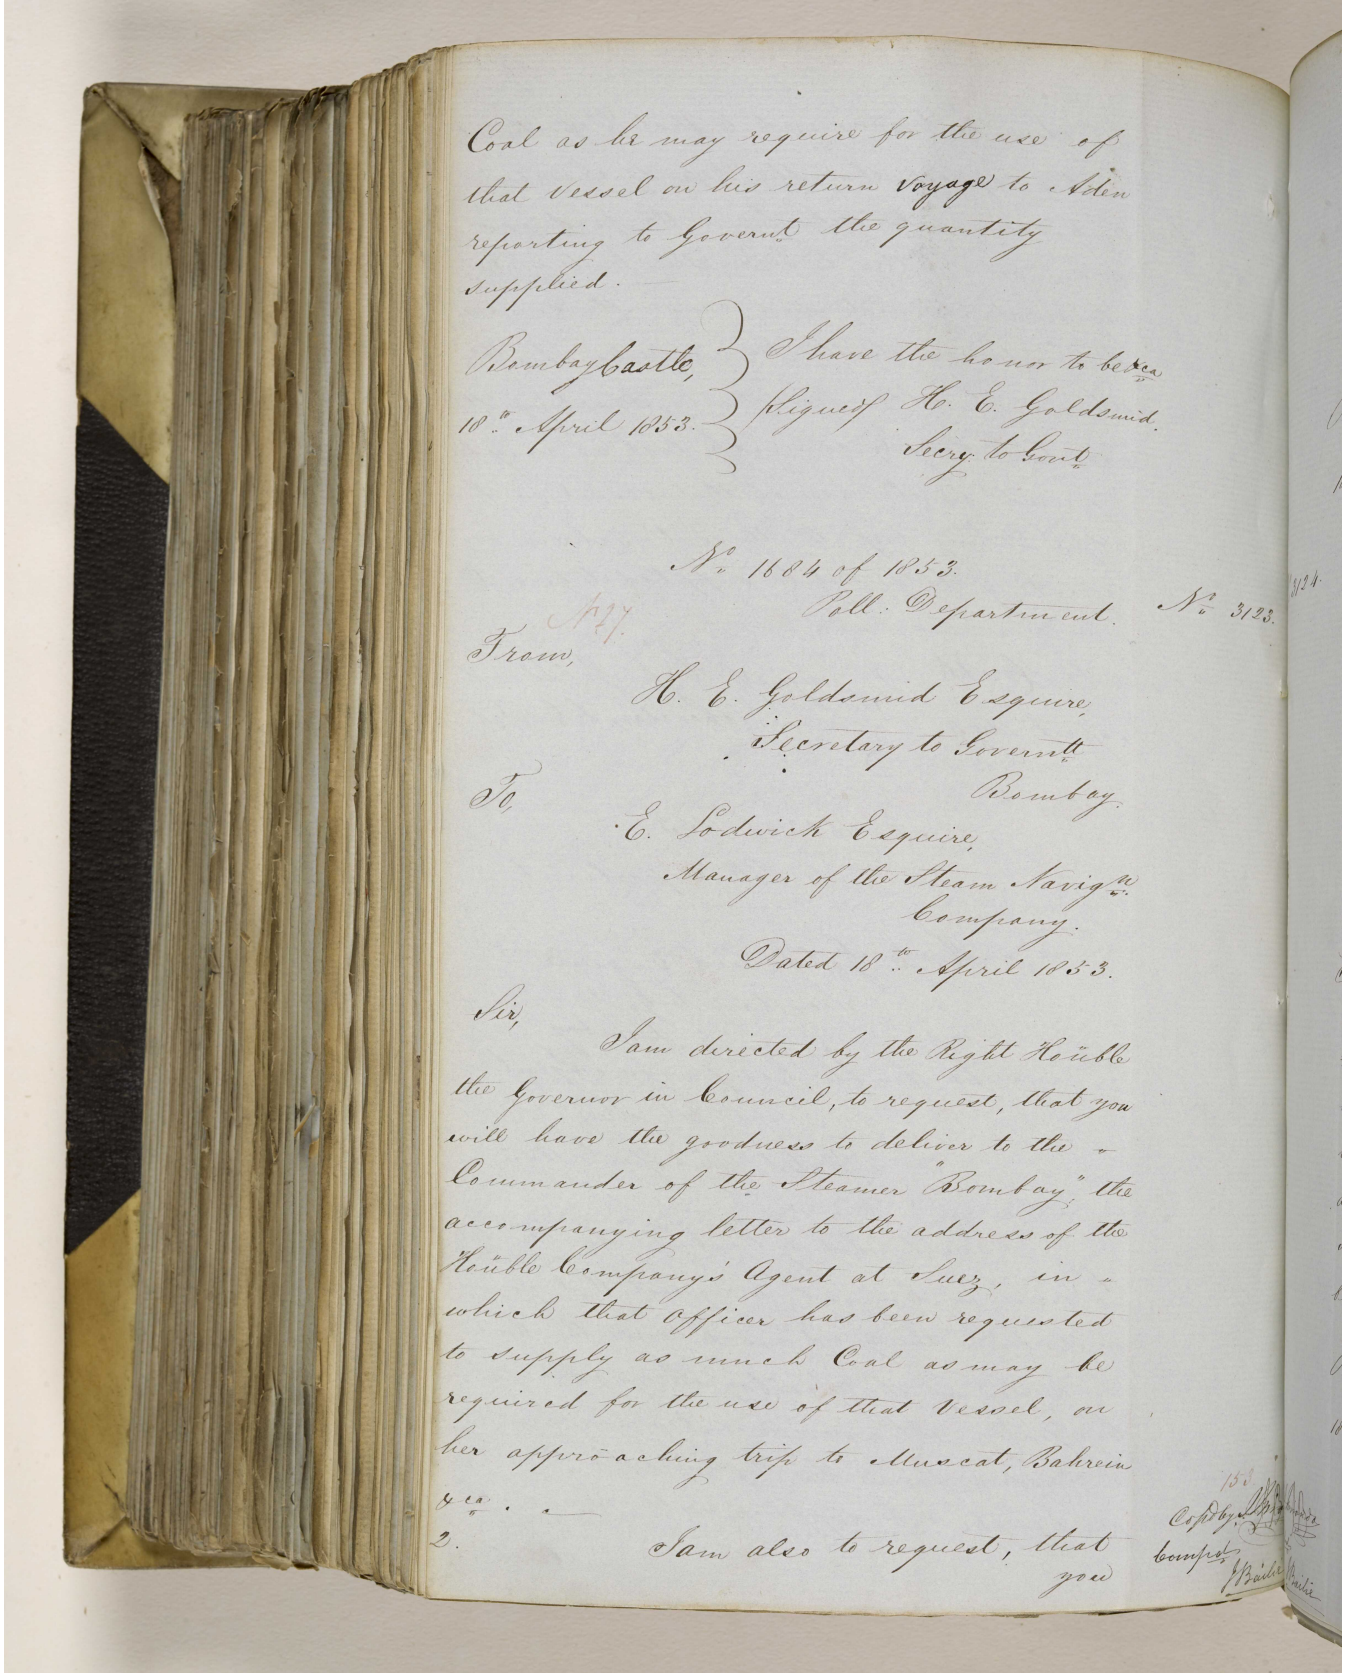 Coal as he may require for the use of
that Vessel on his return voyage to Aden
reporting to Governt the quantity
supplied.
Bombay Castle,
18th April 1853.
I have the honor to be &ca
/Signed/ H. E. Goldsmid.
Secry. to Govt
No 1684 of 1853.
Poll: Department.
No 3123.
3124.
No 27.
From,
H. E. Goldsmid Esquire,
Secretary to Governtt
Bombay.
To,
E. Lodwick Esquire,
Manager of the Steam Navign
Company.
Dated 18th April 1853.
Sir,
I am directed by the Right Honble
the Governor in Council, to request, that you
will have the goodness to deliver to the
Commander of the Steamer "Bombay", the
accompanying letter to the address of the
Honble Company's Agent at Suez, in
which that officer has been requested
to supply as much Coal as may be
required for the use of that Vessel, on
her approaching trip to Muscat, Bahrein
&ca.
2. I am also to request, that
you
153
Copd by
Compd
J Bailie